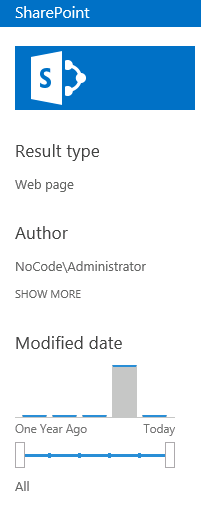 SharePoint
S
Result type
Web page
Author
NoCode\Administrator
SHOW MORE
Modified date
One Year Ago Today
All